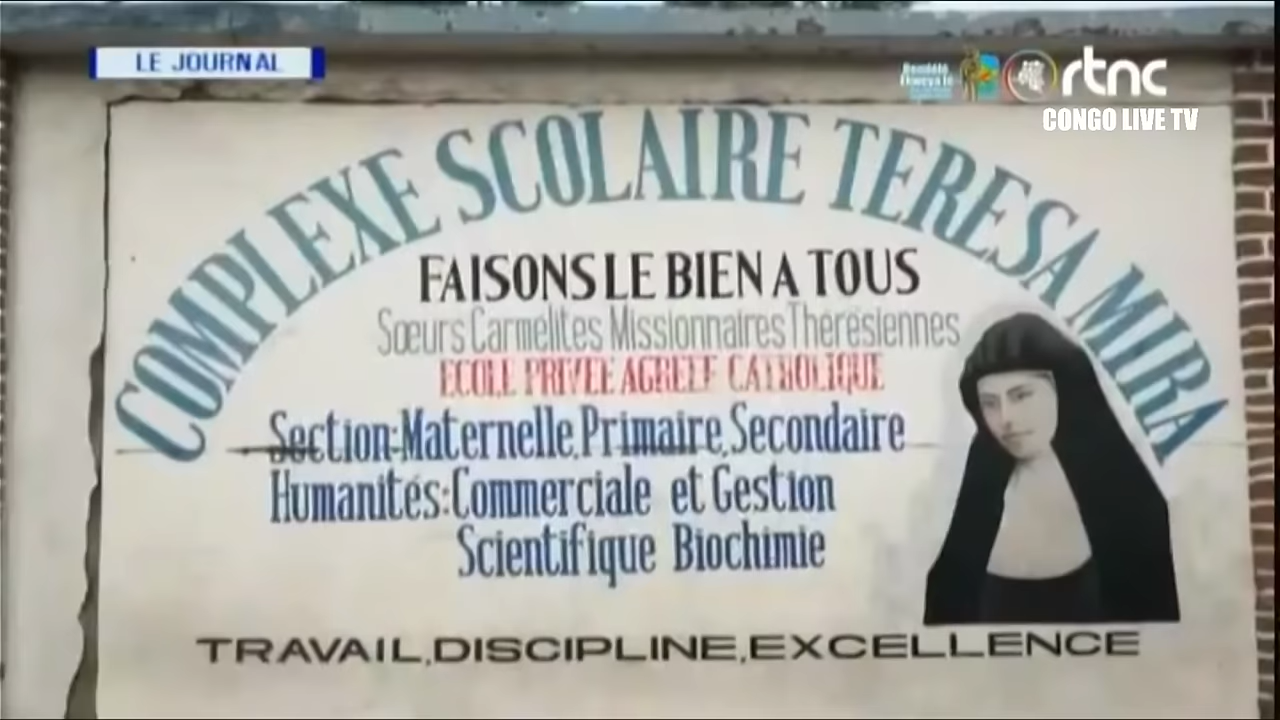 LE JOURNAL
rtnc
CONGO LIVE TV
COMPLEXE SCOLAIRE TERESA MIRA
FAISONS LE BIEN A TOUS
Sœurs Carmélites Missionnaires Thérésiennes
ECOLE PRIVEE AGREEE CATHOLIQUE
Section:Maternelle,Primaire,Secondaire
Humanités:Commerciale et Gestion
Scientifique Biochimie
TRAVAIL,DISCIPLINE,EXCELLENCE